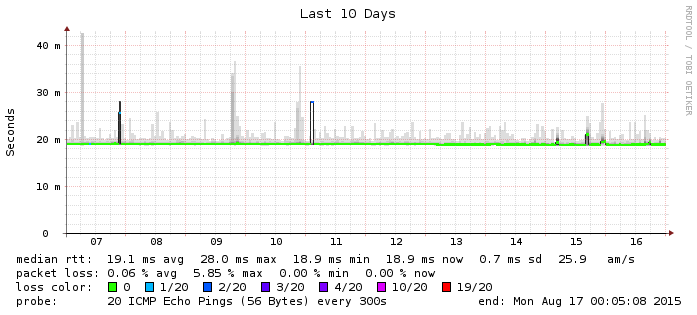 Last 10 Days
RRDTOOL / TOBI OETIKER
Seconds
40 m
30 m
20 m
10 m
0
07 08 09 10 11 12 13 14 15 16
median rtt: 19.1 ms avg 28.0 ms max 18.9 ms min 18.9 ms now 0.7 ms sd 25.9 am/s
packet loss: 0.06 % avg 5.85 % max 0.00 % min 0.00 % now
loss color: 0 1/20 2/20 3/20 4/20 10/20 19/20
probe: 20 ICMP Echo Pings (56 Bytes) every 300s end: Mon Aug 17 00:05:08 2015